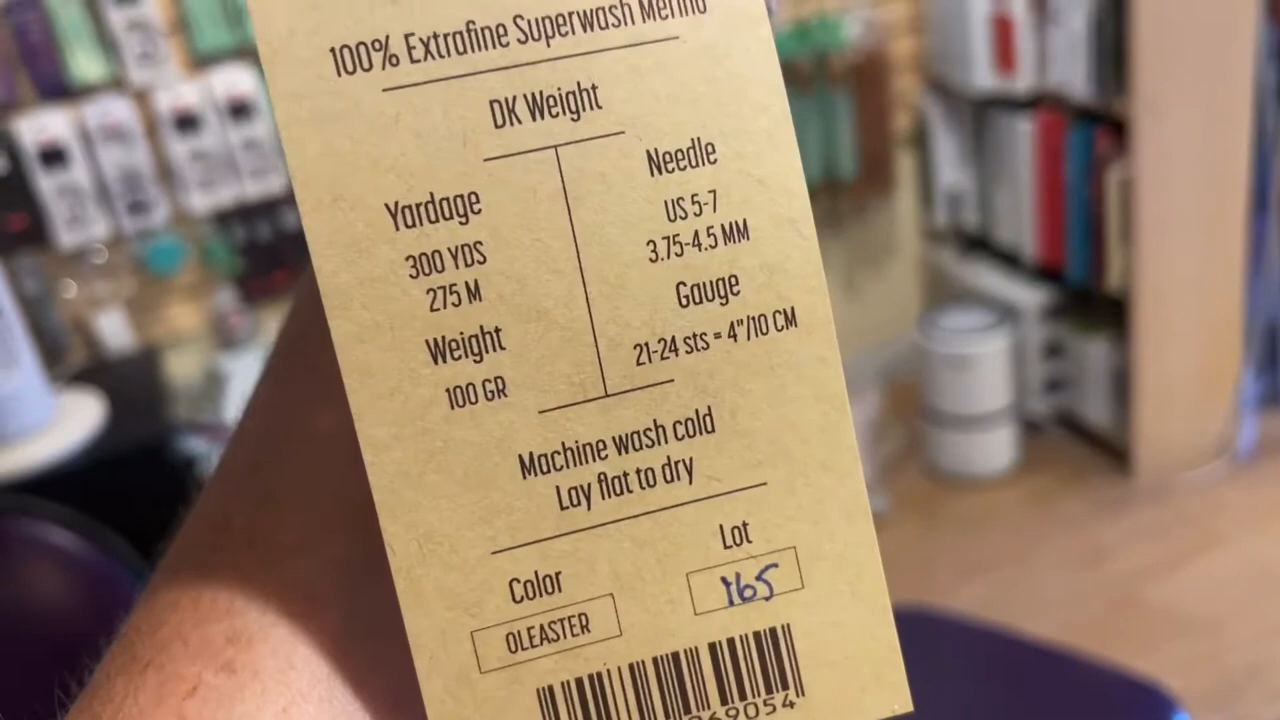 100% Extrafine Superwash Merino
DK Weight
Yardage
300 YDS
275 M
Weight
100 GR
Needle
US 5-7
3.75-4.5 MM
Gauge
21-24 sts = 4"/10 CM
Machine wash cold
Lay flat to dry
Color
OLEASTER
Lot
165
69054